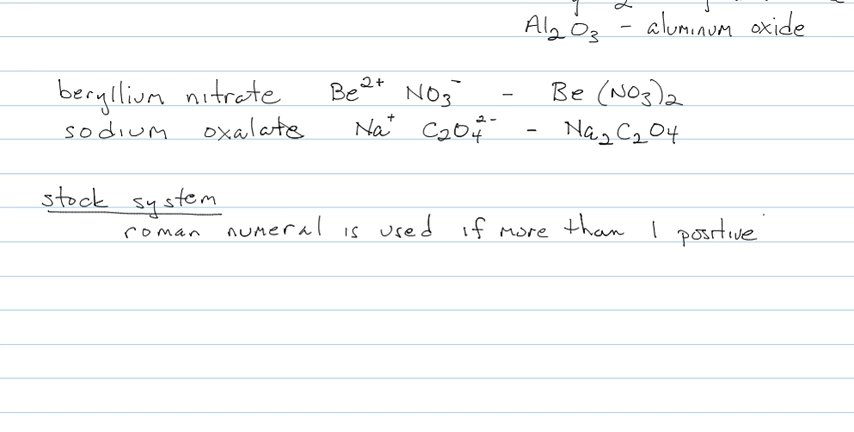 Al₂O₃ - aluminum oxide
beryllium nitrate Be²⁺ NO₃⁻ - Be(NO₃)₂
sodium oxalate Na⁺ C₂O₄²⁻ - Na₂C₂O₄
stock system
roman numeral is used if more than 1 positive